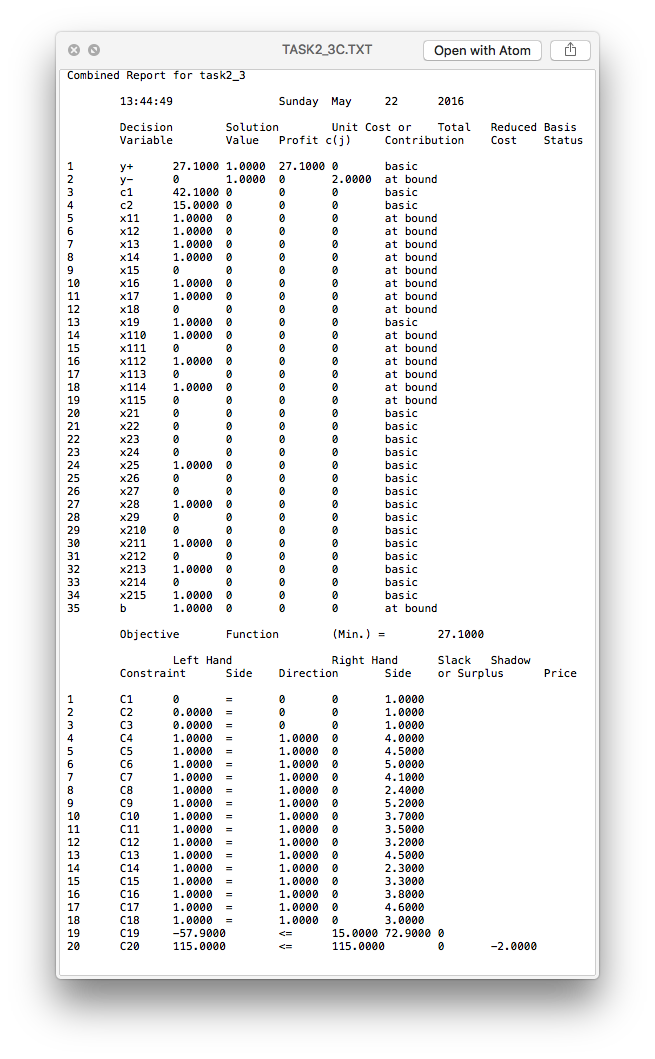 TASK2_3C.TXT
Open with Atom
Combined Report for task2_3
13:44:49 Sunday May 22 2016
Decision Solution Unit Cost or Total Reduced Basis
Variable Value Profit c(j) Contribution Cost Status
1 y+ 27.1000 1.0000 27.1000 0 basic
2 y- 0 1.0000 0 2.0000 at bound
3 c1 42.1000 0 0 0 basic
4 c2 15.0000 0 0 0 basic
5 x11 1.0000 0 0 0 at bound
6 x12 1.0000 0 0 0 at bound
7 x13 1.0000 0 0 0 at bound
8 x14 1.0000 0 0 0 at bound
9 x15 0 0 0 0 at bound
10 x16 1.0000 0 0 0 at bound
11 x17 1.0000 0 0 0 at bound
12 x18 0 0 0 0 at bound
13 x19 1.0000 0 0 0 basic
14 x110 1.0000 0 0 0 at bound
15 x111 0 0 0 0 at bound
16 x112 1.0000 0 0 0 at bound
17 x113 0 0 0 0 at bound
18 x114 1.0000 0 0 0 at bound
19 x115 0 0 0 0 at bound
20 x21 0 0 0 0 basic
21 x22 0 0 0 0 basic
22 x23 0 0 0 0 basic
23 x24 0 0 0 0 basic
24 x25 1.0000 0 0 0 basic
25 x26 0 0 0 0 basic
26 x27 0 0 0 0 basic
27 x28 1.0000 0 0 0 basic
28 x29 0 0 0 0 basic
29 x210 0 0 0 0 basic
30 x211 1.0000 0 0 0 basic
31 x212 0 0 0 0 basic
32 x213 1.0000 0 0 0 basic
33 x214 0 0 0 0 basic
34 x215 1.0000 0 0 0 basic
35 b 1.0000 0 0 0 at bound
Objective Function (Min.) = 27.1000
Left Hand Right Hand Slack Shadow
Constraint Side Direction Side or Surplus Price
1 C1 0 = 0 0 1.0000
2 C2 0.0000 = 0 0 1.0000
3 C3 0.0000 = 0 0 1.0000
4 C4 1.0000 = 1.0000 0 4.0000
5 C5 1.0000 = 1.0000 0 4.5000
6 C6 1.0000 = 1.0000 0 5.0000
7 C7 1.0000 = 1.0000 0 4.1000
8 C8 1.0000 = 1.0000 0 2.4000
9 C9 1.0000 = 1.0000 0 5.2000
10 C10 1.0000 = 1.0000 0 3.7000
11 C11 1.0000 = 1.0000 0 3.5000
12 C12 1.0000 = 1.0000 0 3.2000
13 C13 1.0000 = 1.0000 0 4.5000
14 C14 1.0000 = 1.0000 0 2.3000
15 C15 1.0000 = 1.0000 0 3.3000
16 C16 1.0000 = 1.0000 0 3.8000
17 C17 1.0000 = 1.0000 0 4.6000
18 C18 1.0000 = 1.0000 0 3.0000
19 C19 -57.9000 <= 15.0000 72.9000 0
20 C20 115.0000 <= 115.0000 0 -2.0000